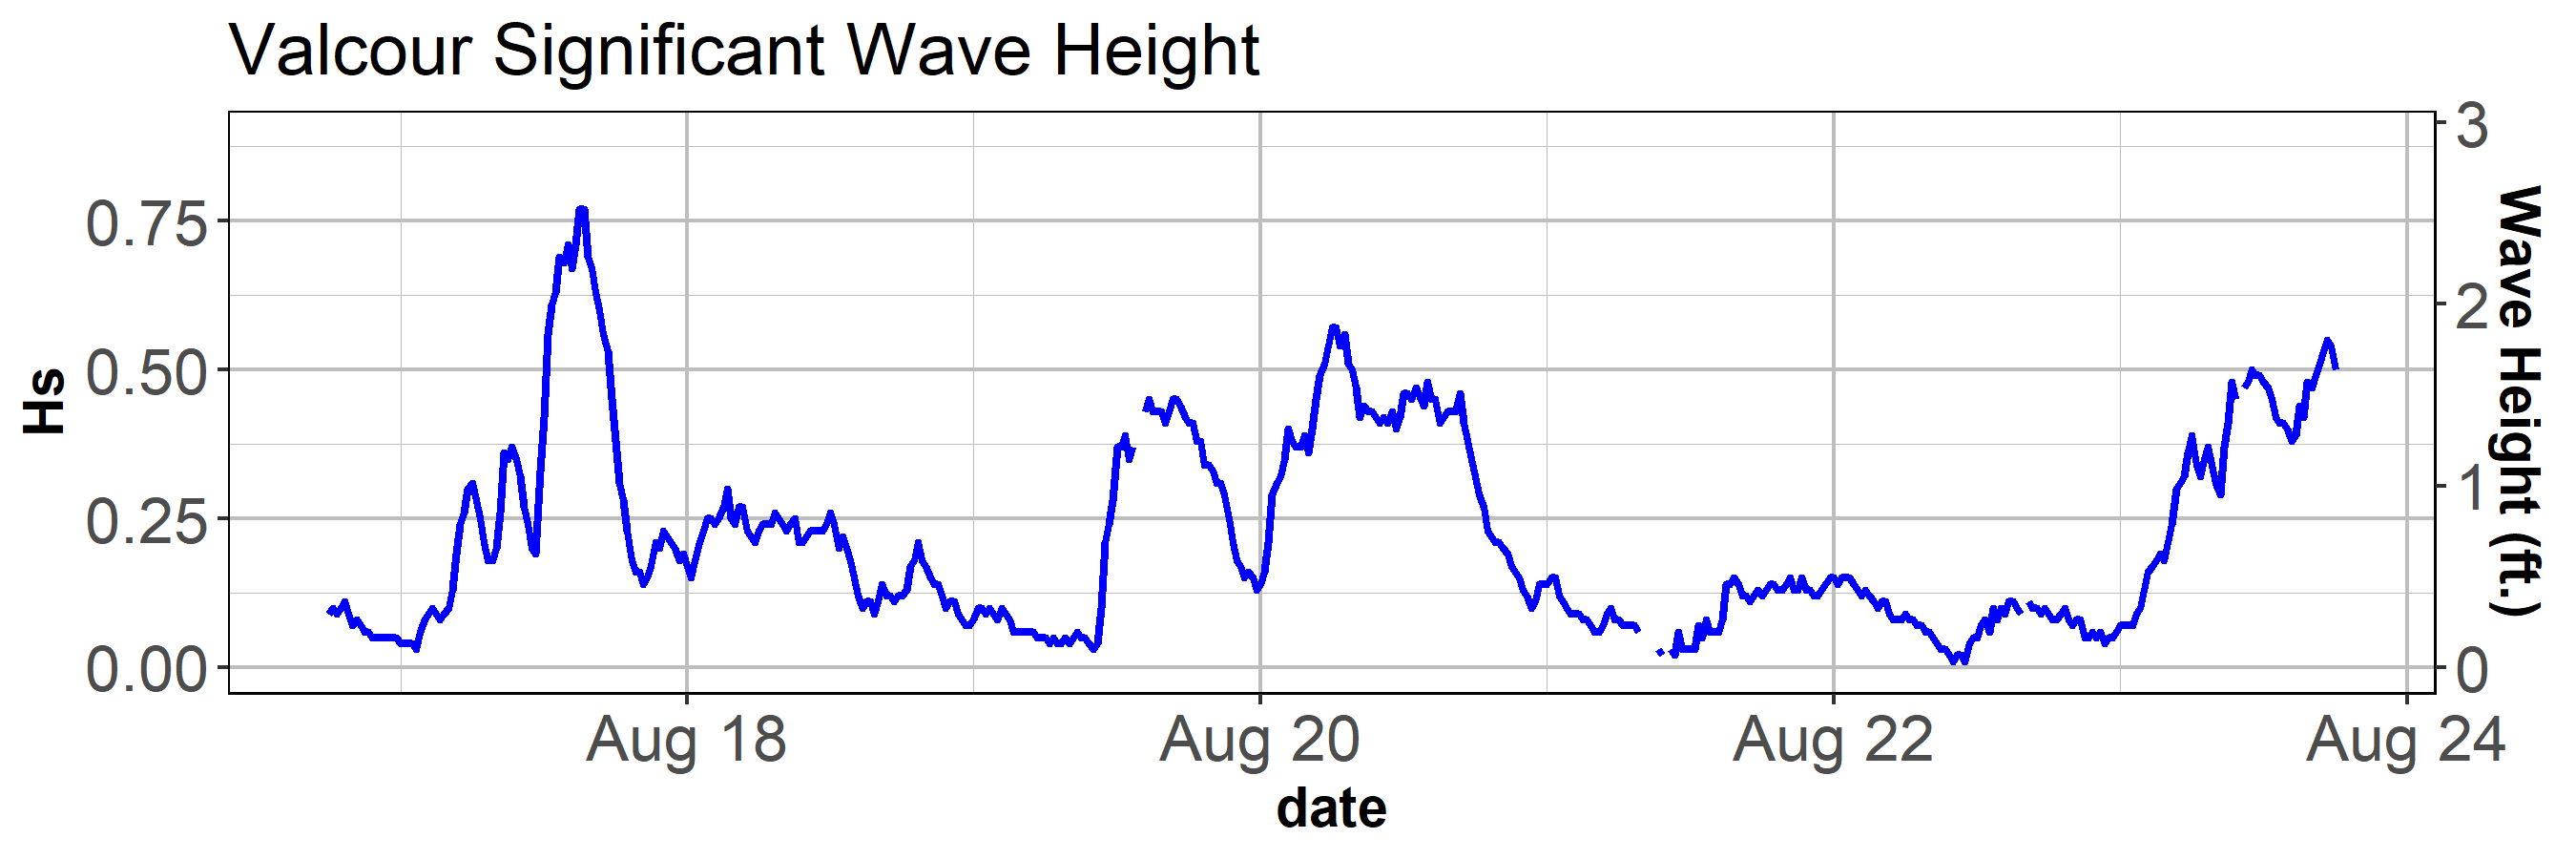 Valcour Significant Wave Height
Hs
0.75
0.50
0.25
0.00
3
2
1
0
Wave Height (ft.)
Aug 18
Aug 20
Aug 22
Aug 24
date